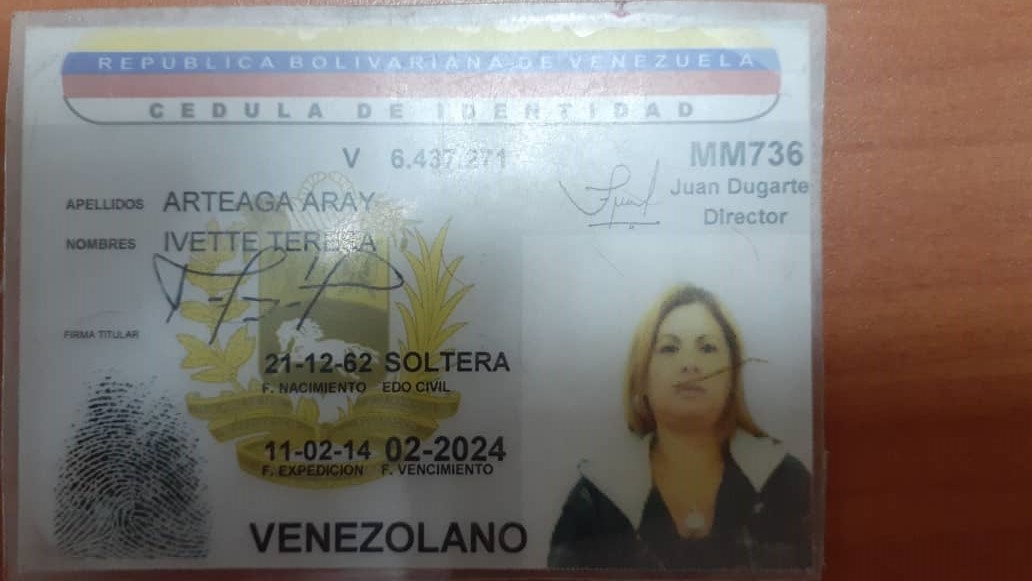 REPUBLICA BOLIVARIANA DE VENEZUELA
CEDULA DE IDENTIDAD
V 6.437.271 MM736
Juan Dugarte
Director
APELLIDOS ARTEAGA ARAY
NOMBRES IVETTE TERESA
FIRMA TITULAR
21-12-62 SOLTERA
F. NACIMIENTO EDO CIVIL
11-02-14 02-2024
F. EXPEDICION F. VENCIMIENTO
VENEZOLANO